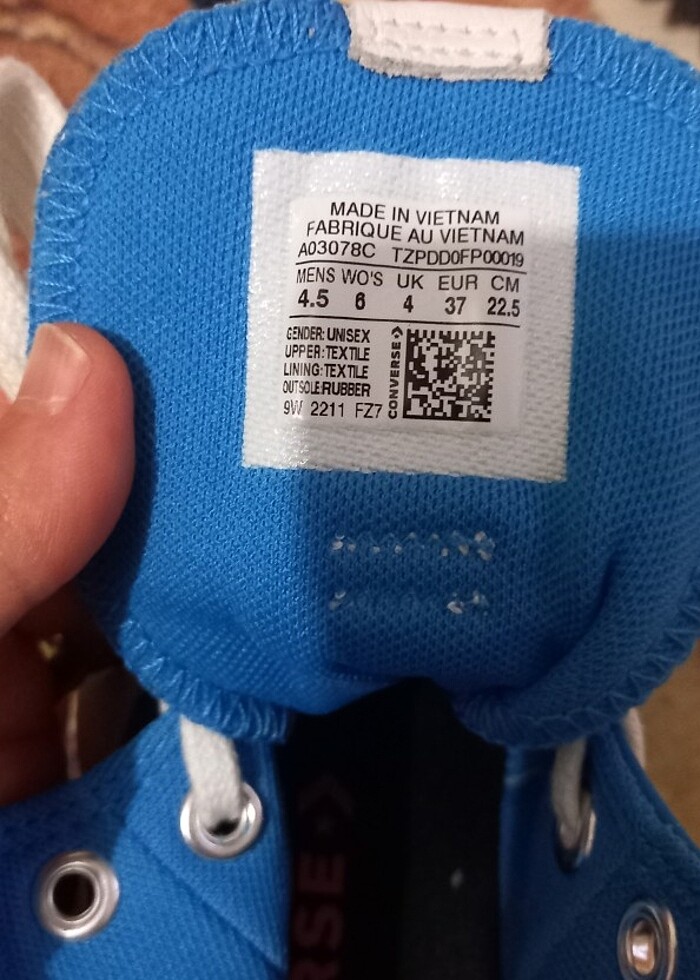 MADE IN VIETNAM
FABRIQUE AU VIETNAM
A03078C TZPDD0FP00019
MENS WO'S UK EUR CM
4.5 6 4 37 22.5
GENDER: UNISEX
UPPER: TEXTILE
LINING: TEXTILE
OUTSOLE:RUBBER
9W 2211 FZ7
CONVERSE
RSE